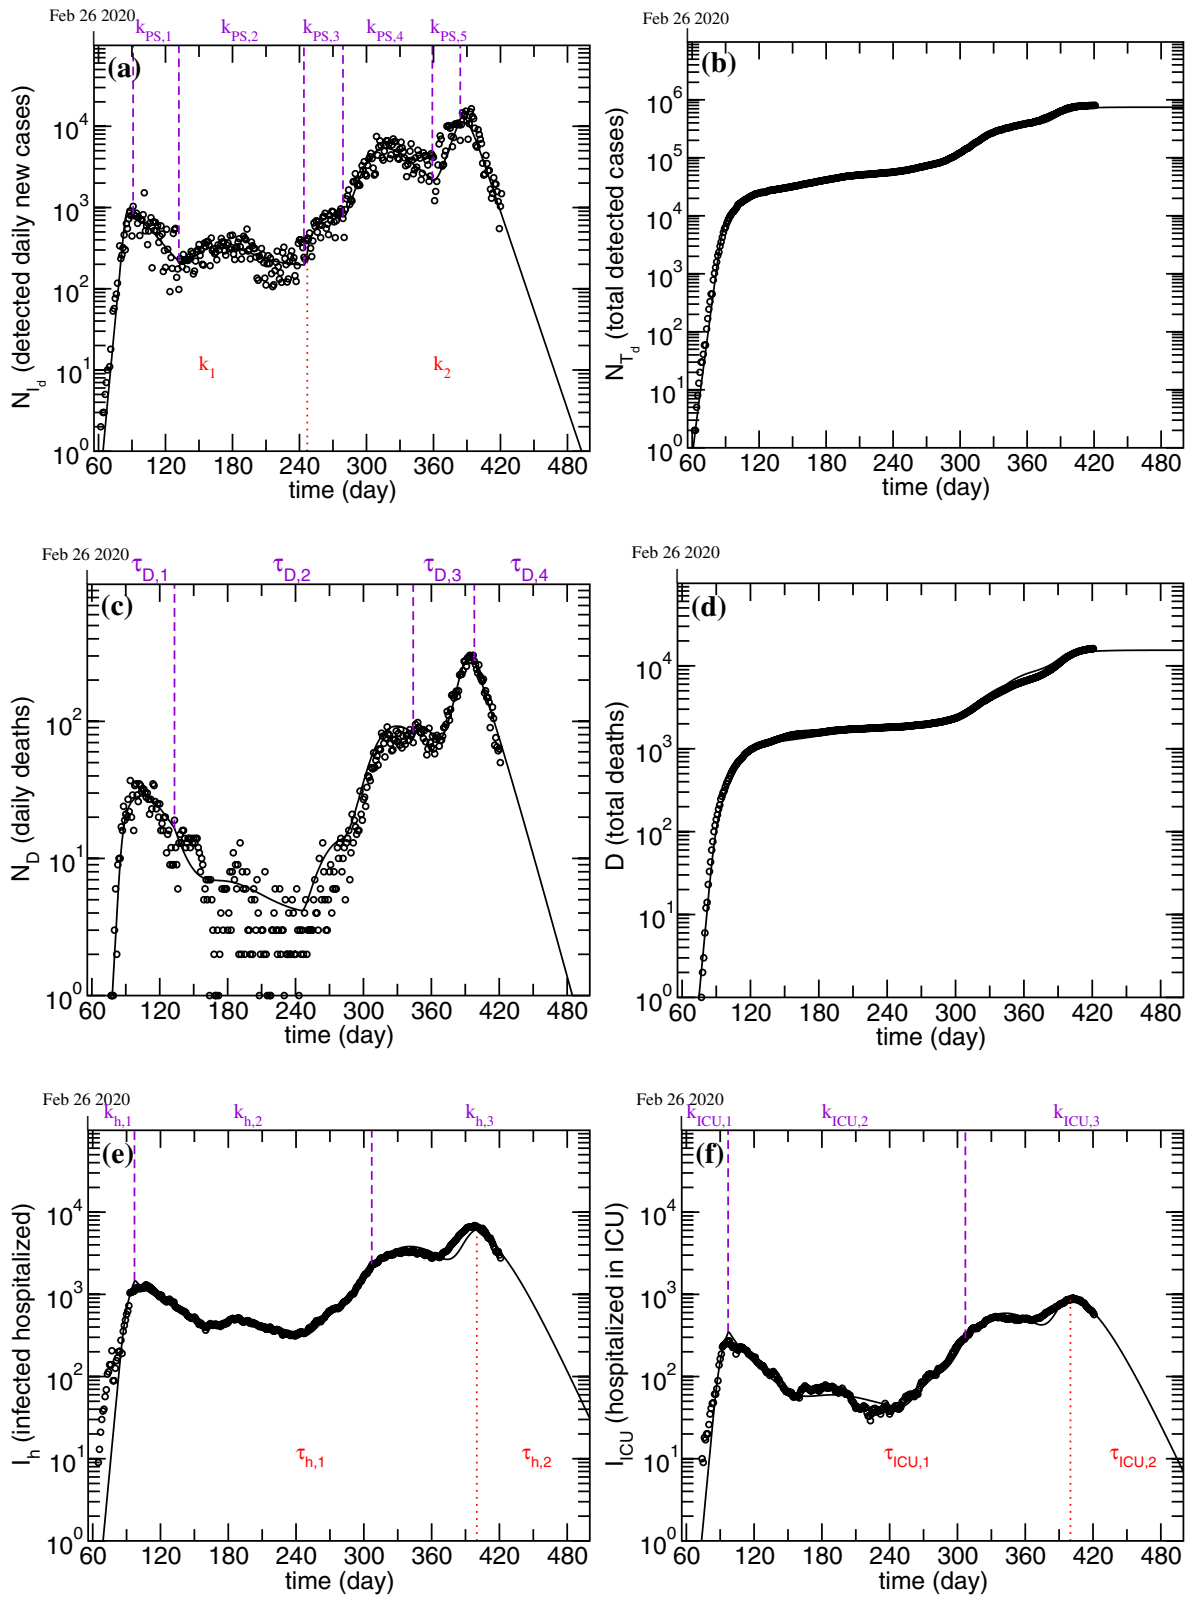 Feb 26 2020
k_PS,1 k_PS,2 k_PS,3 k_PS,4 k_PS,5
(a)
N_I_d (detected daily new cases)
10^4
10^3
10^2
10^1
10^0
k_1 k_2
60 120 180 240 300 360 420 480
time (day)
(b)
N_T_d (total detected cases)
10^6
10^5
10^4
10^3
10^2
10^1
10^0
60 120 180 240 300 360 420 480
time (day)
Feb 26 2020
τ_D,1 τ_D,2 τ_D,3 τ_D,4
(c)
N_D (daily deaths)
10^2
10^1
10^0
60 120 180 240 300 360 420 480
time (day)
Feb 26 2020
(d)
D (total deaths)
10^4
10^3
10^2
10^1
10^0
60 120 180 240 300 360 420 480
time (day)
Feb 26 2020
k_h,1 k_h,2 k_h,3
(e)
I_h (infected hospitalized)
10^4
10^3
10^2
10^1
10^0
τ_h,1 τ_h,2
60 120 180 240 300 360 420 480
time (day)
Feb 26 2020
k_ICU,1 k_ICU,2 k_ICU,3
(f)
I_ICU (hospitalized in ICU)
10^4
10^3
10^2
10^1
10^0
τ_ICU,1 τ_ICU,2
60 120 180 240 300 360 420 480
time (day)